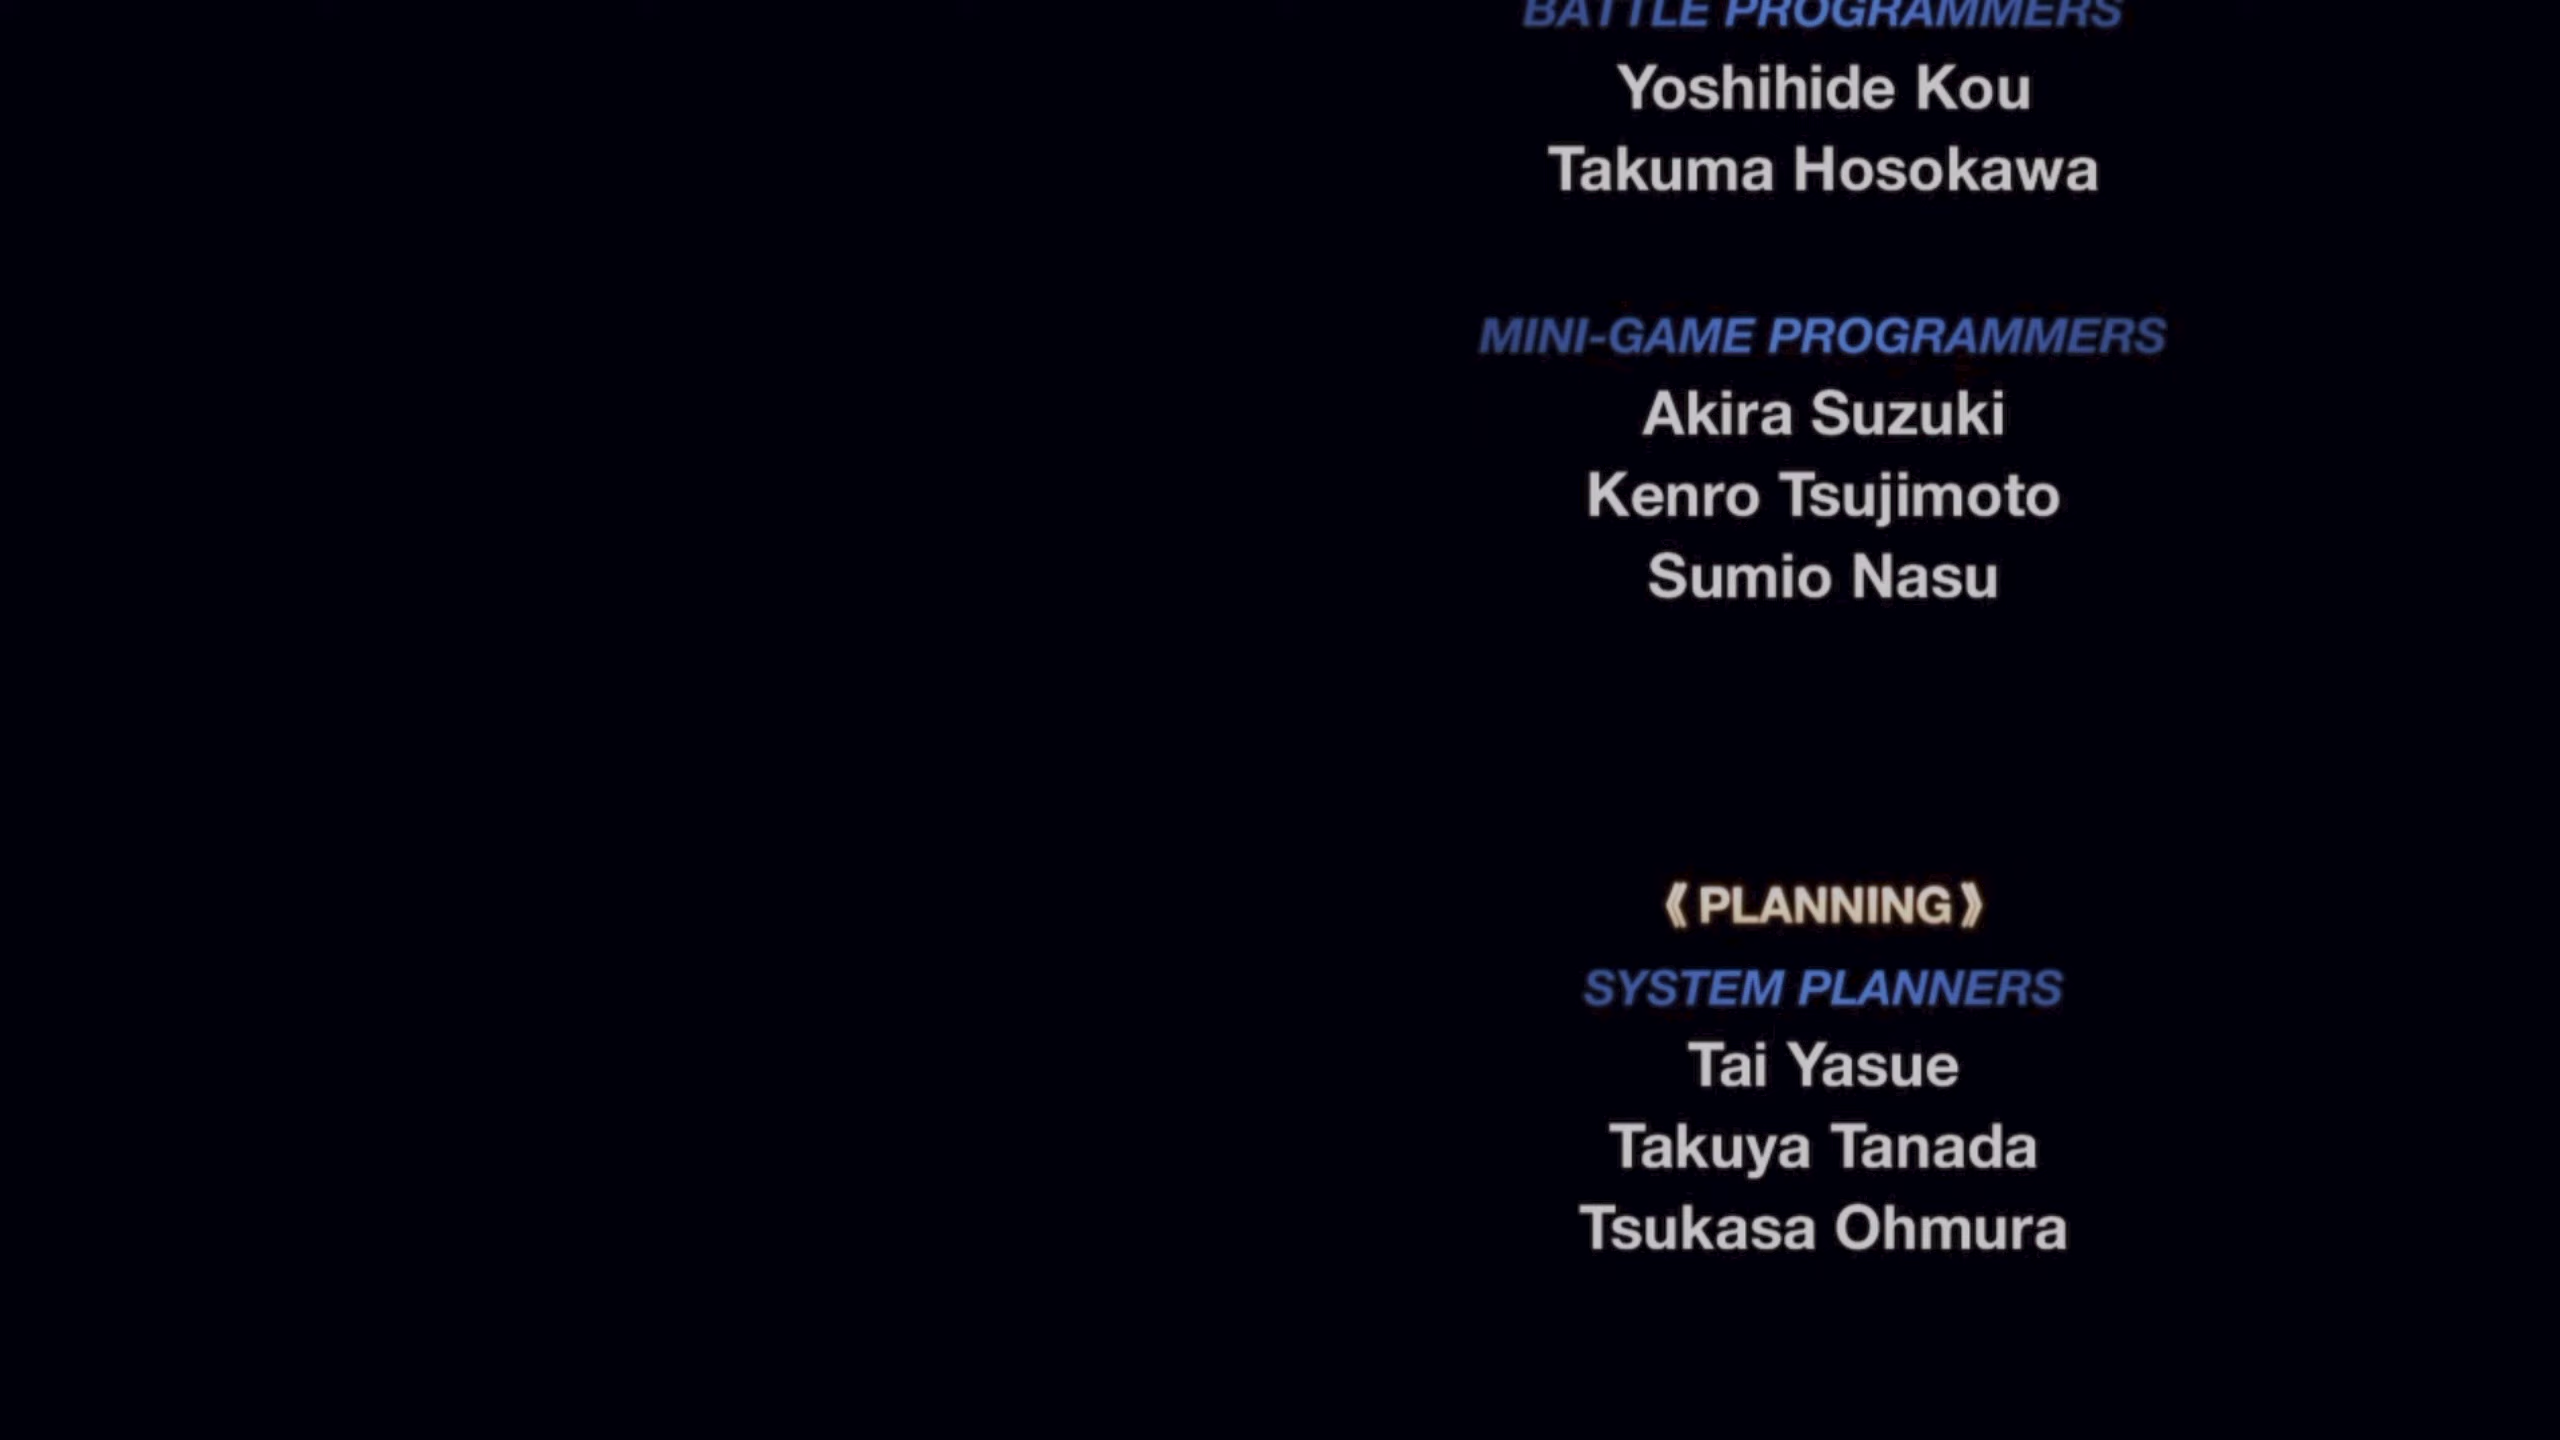 BATTLE PROGRAMMERS
Yoshihide Kou
Takuma Hosokawa
MINI-GAME PROGRAMMERS
Akira Suzuki
Kenro Tsujimoto
Sumio Nasu
《PLANNING》
SYSTEM PLANNERS
Tai Yasue
Takuya Tanada
Tsukasa Ohmura